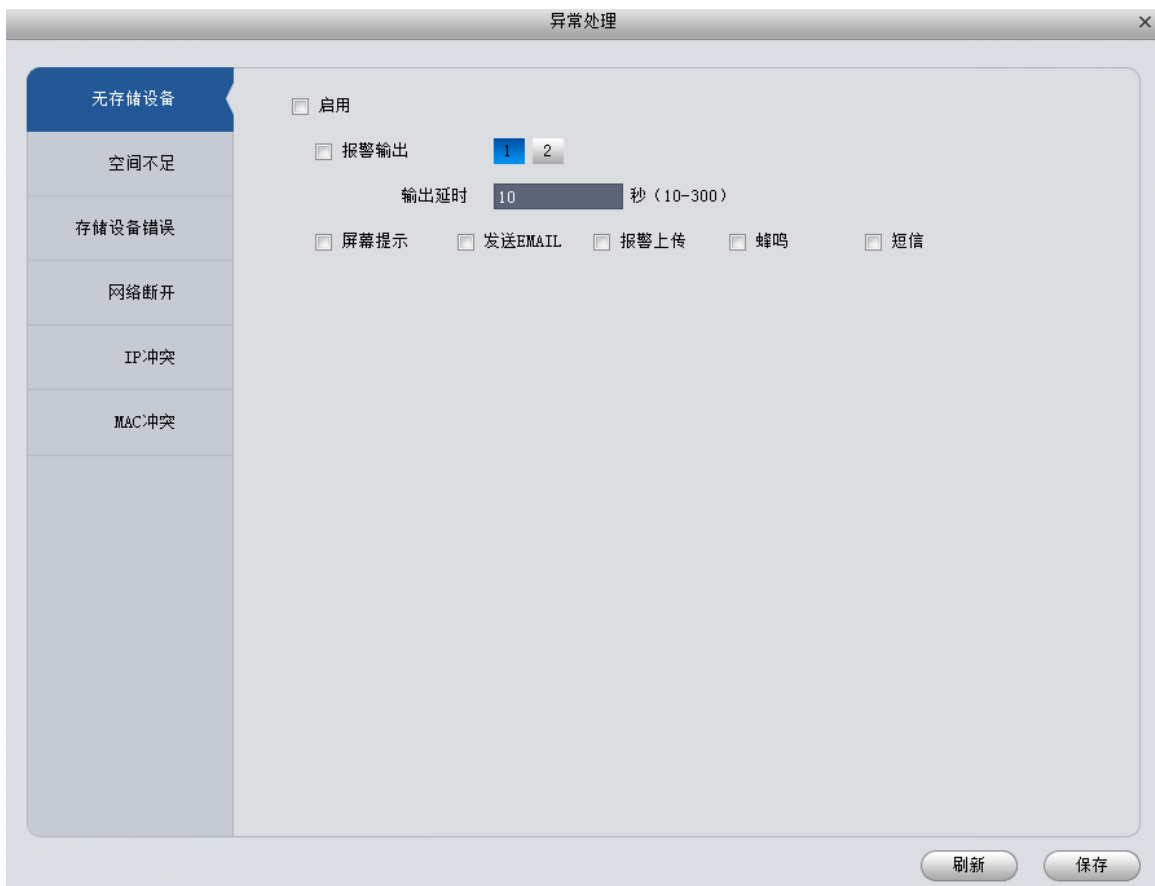 异常处理
无存储设备
空间不足
存储设备错误
网络断开
IP冲突
MAC冲突
启用
报警输出 1 2
输出延时 10 秒（10-300）
屏幕提示 发送EMAIL 报警上传 蜂鸣 短信
刷新 保存